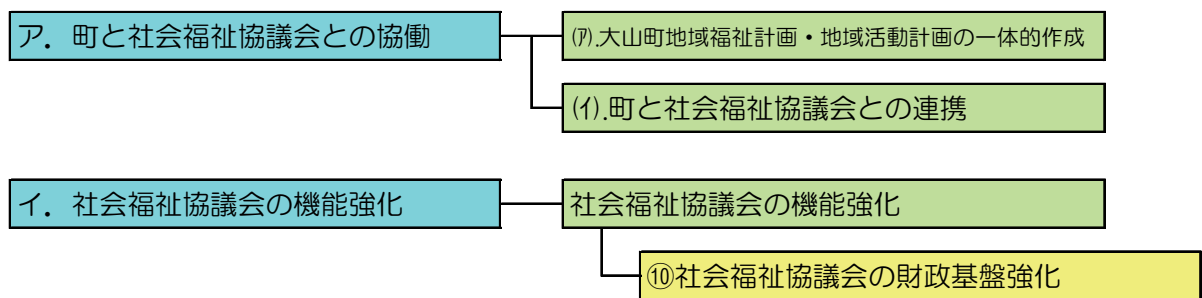 ア．町と社会福祉協議会との協働
㋐.大山町地域福祉計画・地域活動計画の一体的作成
(イ).町と社会福祉協議会との連携
イ．社会福祉協議会の機能強化
社会福祉協議会の機能強化
⑩社会福祉協議会の財政基盤強化